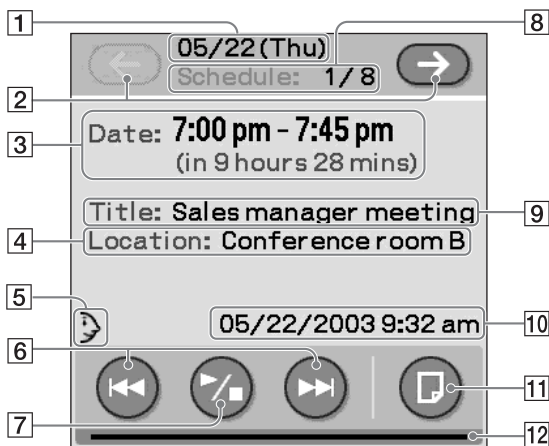 1
05/22(Thu)
8
2
Schedule: 1/8
3
Date: 7:00 pm - 7:45 pm
(in 9 hours 28 mins)
Title: Sales manager meeting
9
4
Location: Conference room B
5
05/22/2003 9:32 am
10
6
7
11
12